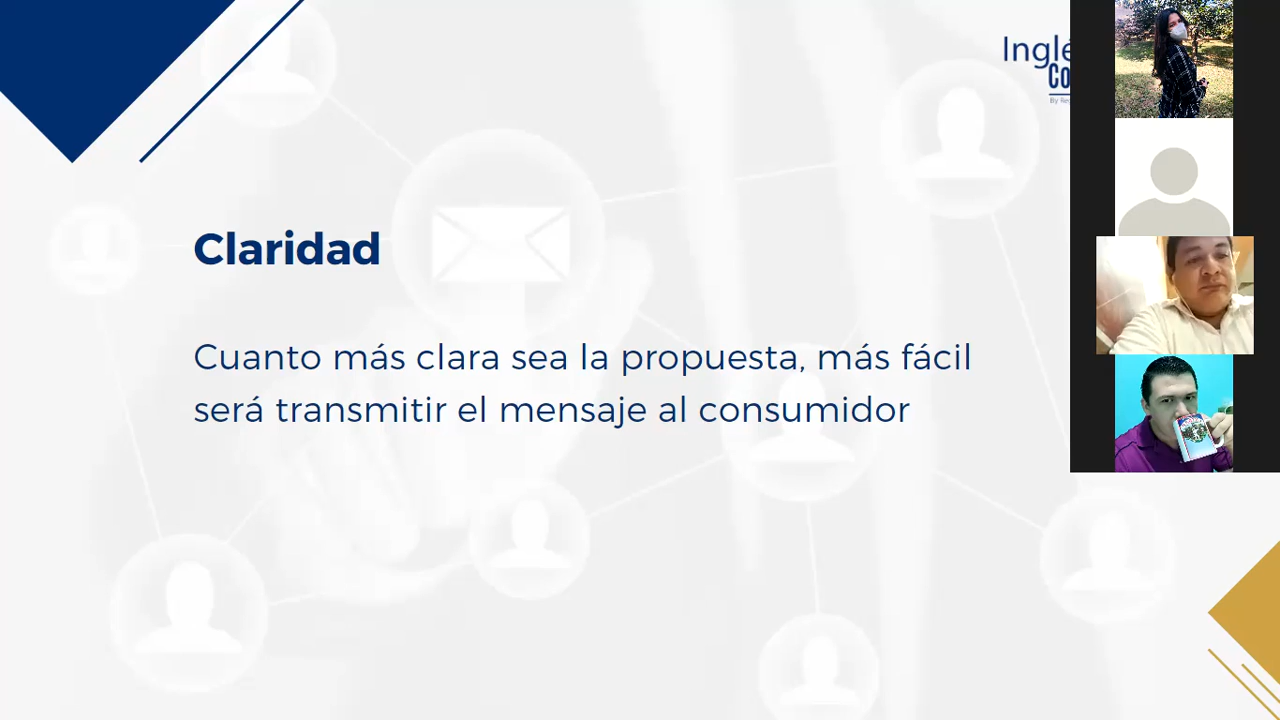 Claridad
Cuanto más clara sea la propuesta, más fácil
será transmitir el mensaje al consumidor